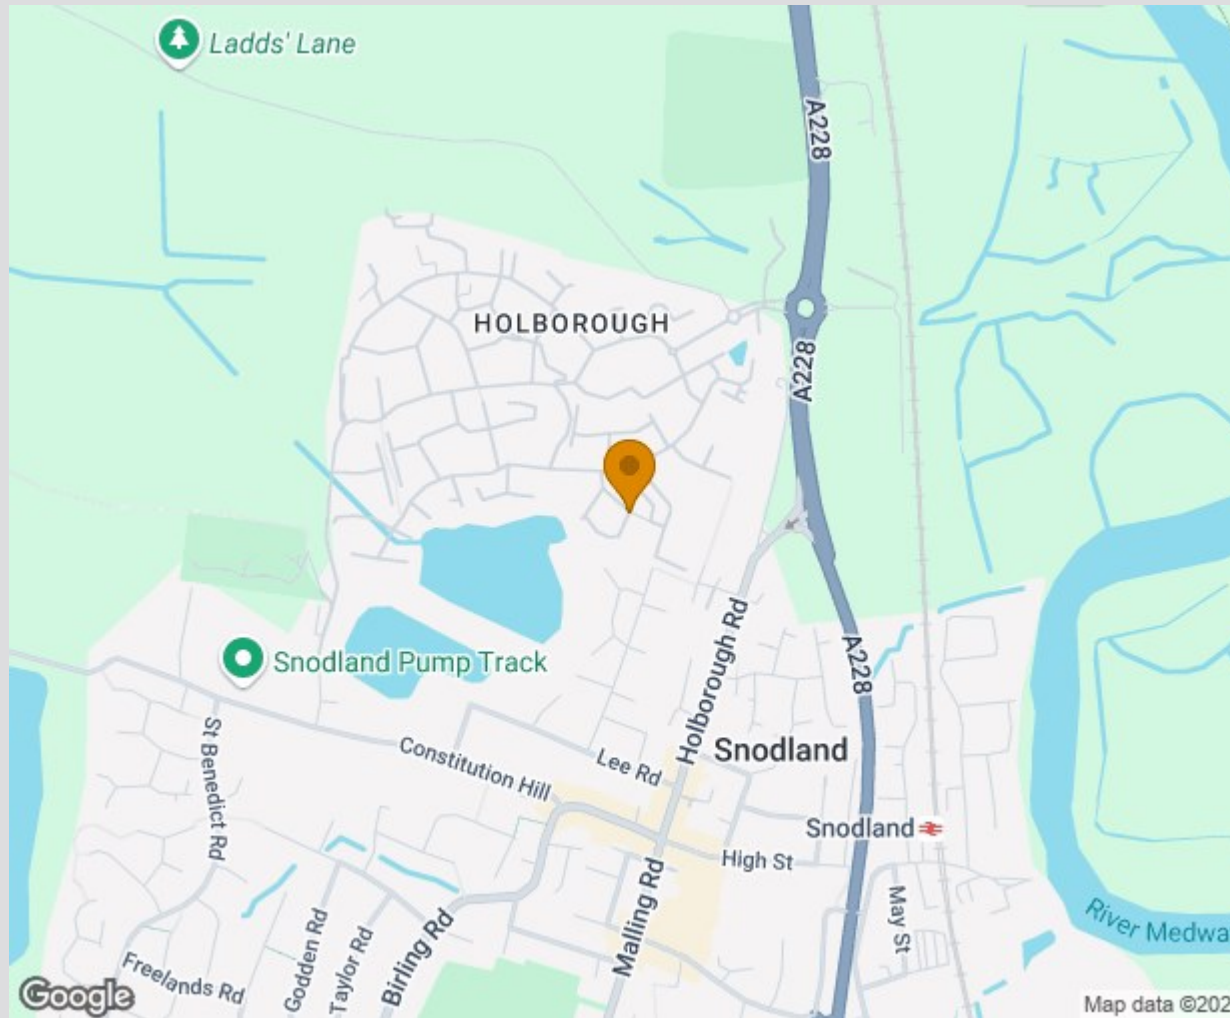 Ladds' Lane
A228
HOLBOROUGH
A228
Snodland Pump Track
Holborough Rd
A228
St Benedict Rd
Constitution Hill
Lee Rd
Snodland
Snodland
High St
Malling Rd
May St
Birling Rd
Godden Rd
Taylor Rd
Freelands Rd
River Medwa
Google
Map data ©202